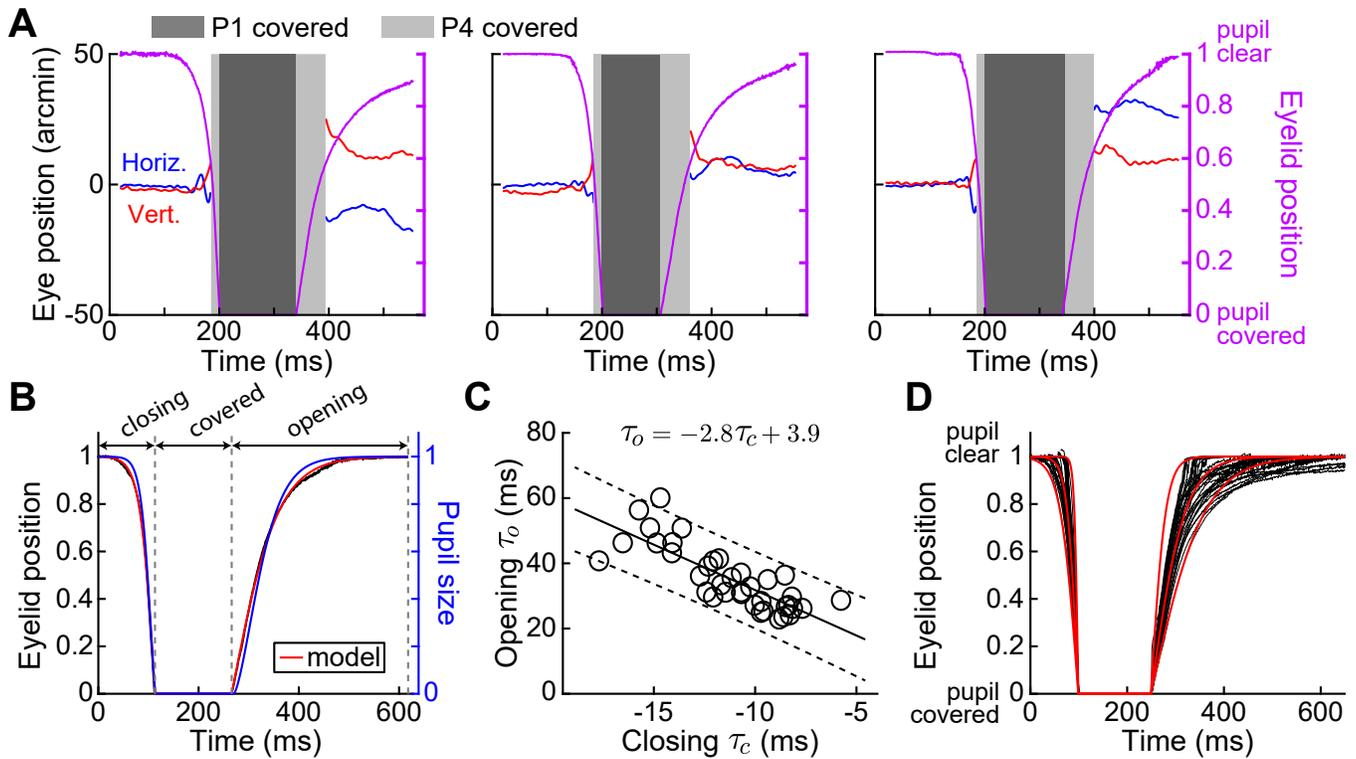 A
P1 covered
P4 covered
Eye position (arcmin)
50
0
-50
Horiz.
Vert.
0
200
400
Time (ms)
0
200
400
Time (ms)
0
200
400
Time (ms)
pupil
clear
1
0.8
0.6
0.4
0.2
0
pupil
covered
Eyelid position
B
closing
covered
opening
Eyelid position
1
0.8
0.6
0.4
0.2
0
model
0
200
400
600
Time (ms)
1
0
Pupil size
C
τo = −2.8τc + 3.9
Opening τo (ms)
80
60
40
20
0
-15
-10
-5
Closing τc (ms)
D
pupil
clear
1
0.8
0.6
0.4
0.2
0
pupil
covered
Eyelid position
0
200
400
600
Time (ms)